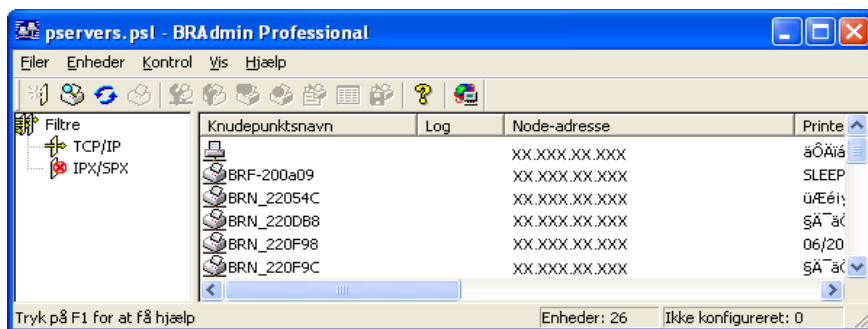 pservers.psl - BRAdmin Professional
Filer Enheder Kontrol Vis Hjælp
Filtre
TCP/IP
IPX/SPX
Knudepunktsnavn Log Node-adresse Printe
XX.XXX.XX.XXX
BRF-200a09 XX.XXX.XX.XXX SLEEP
BRN_22054C XX.XXX.XX.XXX
BRN_220DB8 XX.XXX.XX.XXX
BRN_220F98 XX.XXX.XX.XXX 06/20
BRN_220F9C XX.XXX.XX.XXX
Tryk på F1 for at få hjælp Enheder: 26 Ikke konfigureret: 0